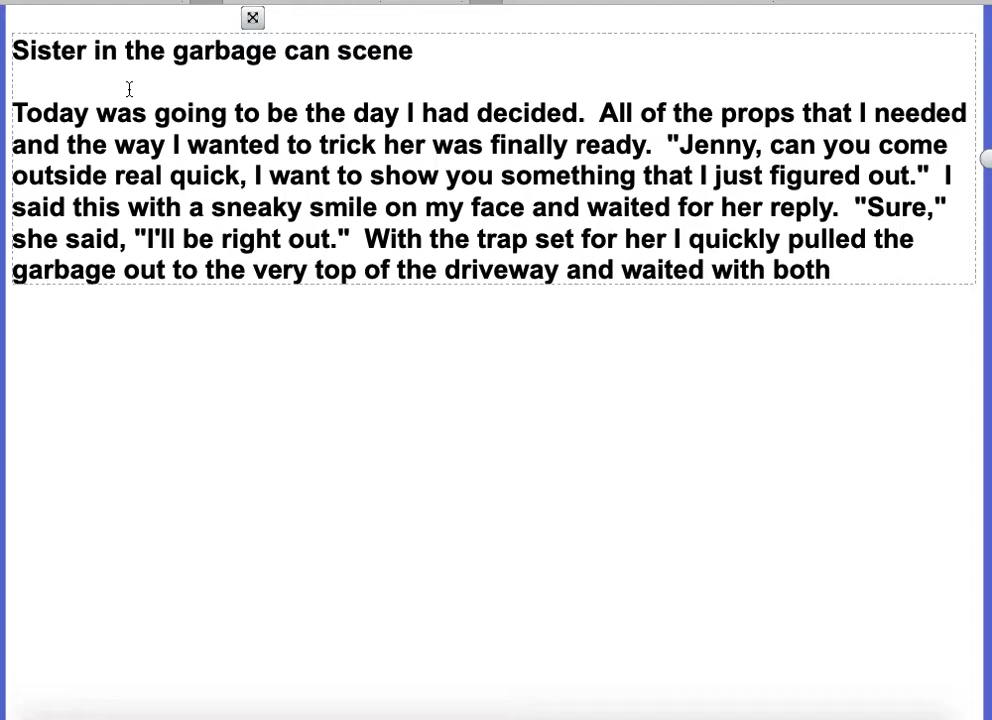 Sister in the garbage can scene
Today was going to be the day I had decided.  All of the props that I needed
and the way I wanted to trick her was finally ready.  "Jenny, can you come
outside real quick, I want to show you something that I just figured out."  I
said this with a sneaky smile on my face and waited for her reply.  "Sure,"
she said, "I'll be right out."  With the trap set for her I quickly pulled the
garbage out to the very top of the driveway and waited with both